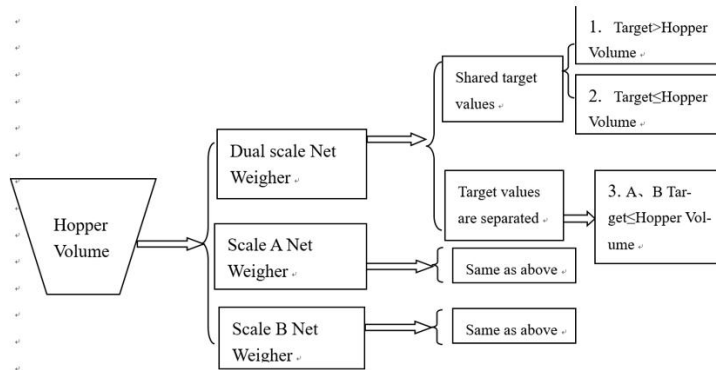 Hopper
Volume
Dual scale Net
Weigher
Scale A Net
Weigher
Scale B Net
Weigher
Shared target
values
Target values
are separated
Same as above
Same as above
1. Target>Hopper
Volume
2. Target≤Hopper
Volume
3. A、B Tar-
get≤Hopper Vol-
ume